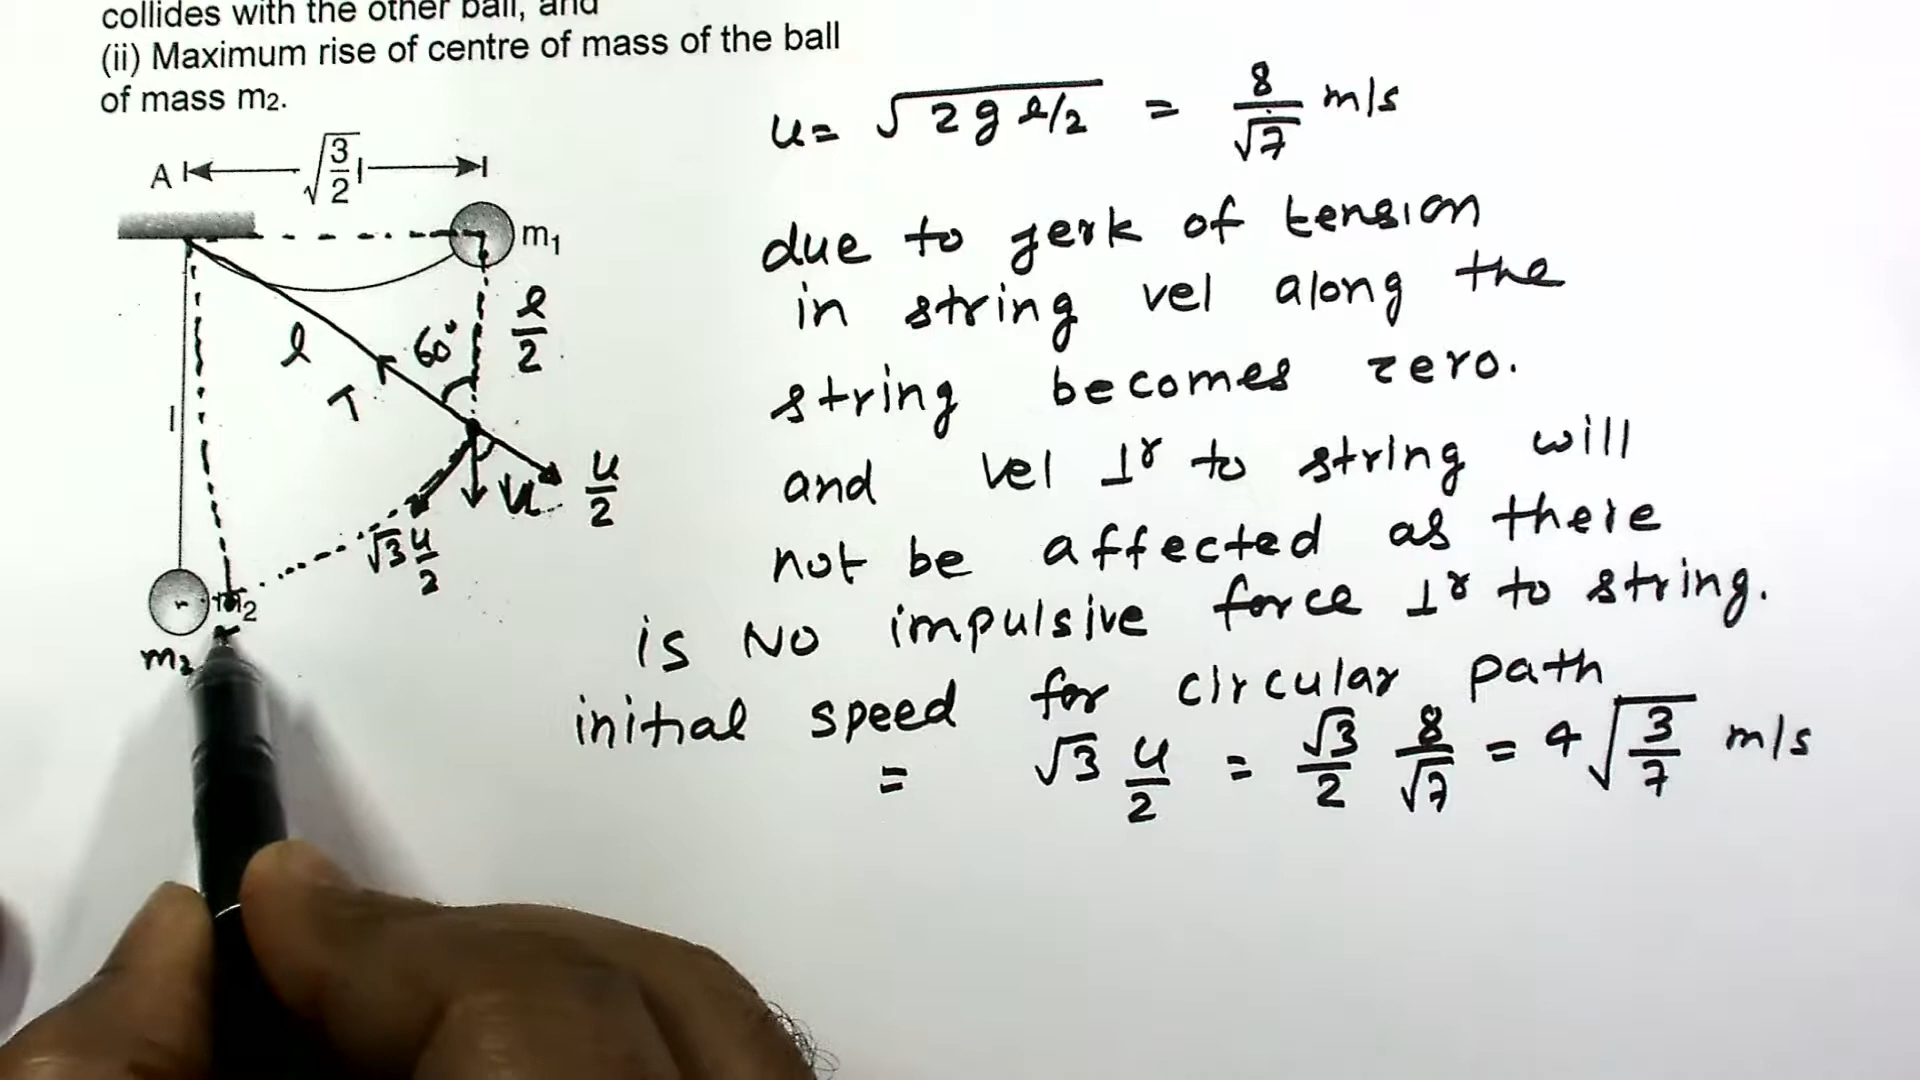 collides with the other ball, and
(ii) Maximum rise of centre of mass of the ball
of mass m₂.
u = √(2 g l/2) = 8/√7 m/s
A √(3/2) l
m₁
due to jerk of tension
in string vel along the
string becomes zero.
and vel ⊥ʳ to string will
not be affected as there
is NO impulsive force ⊥ʳ to string.
initial speed for circular path
= √3 u/2 = √3/2 8/√7 = 4 √(3/7) m/s
l/2
l
60°
T
l
u
u/2
√3 u/2
m₂
m₂